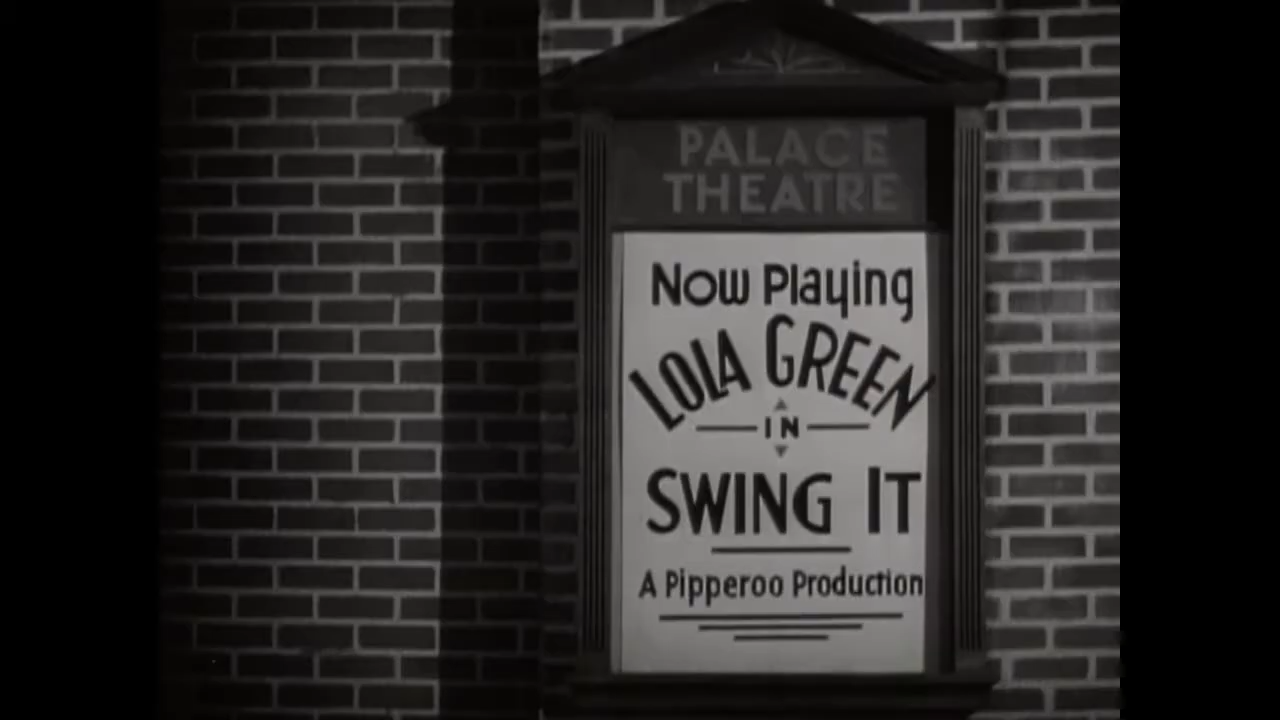 PALACE
THEATRE
Now Playing
LOLA GREEN
IN
SWING IT
A Pipperoo Production